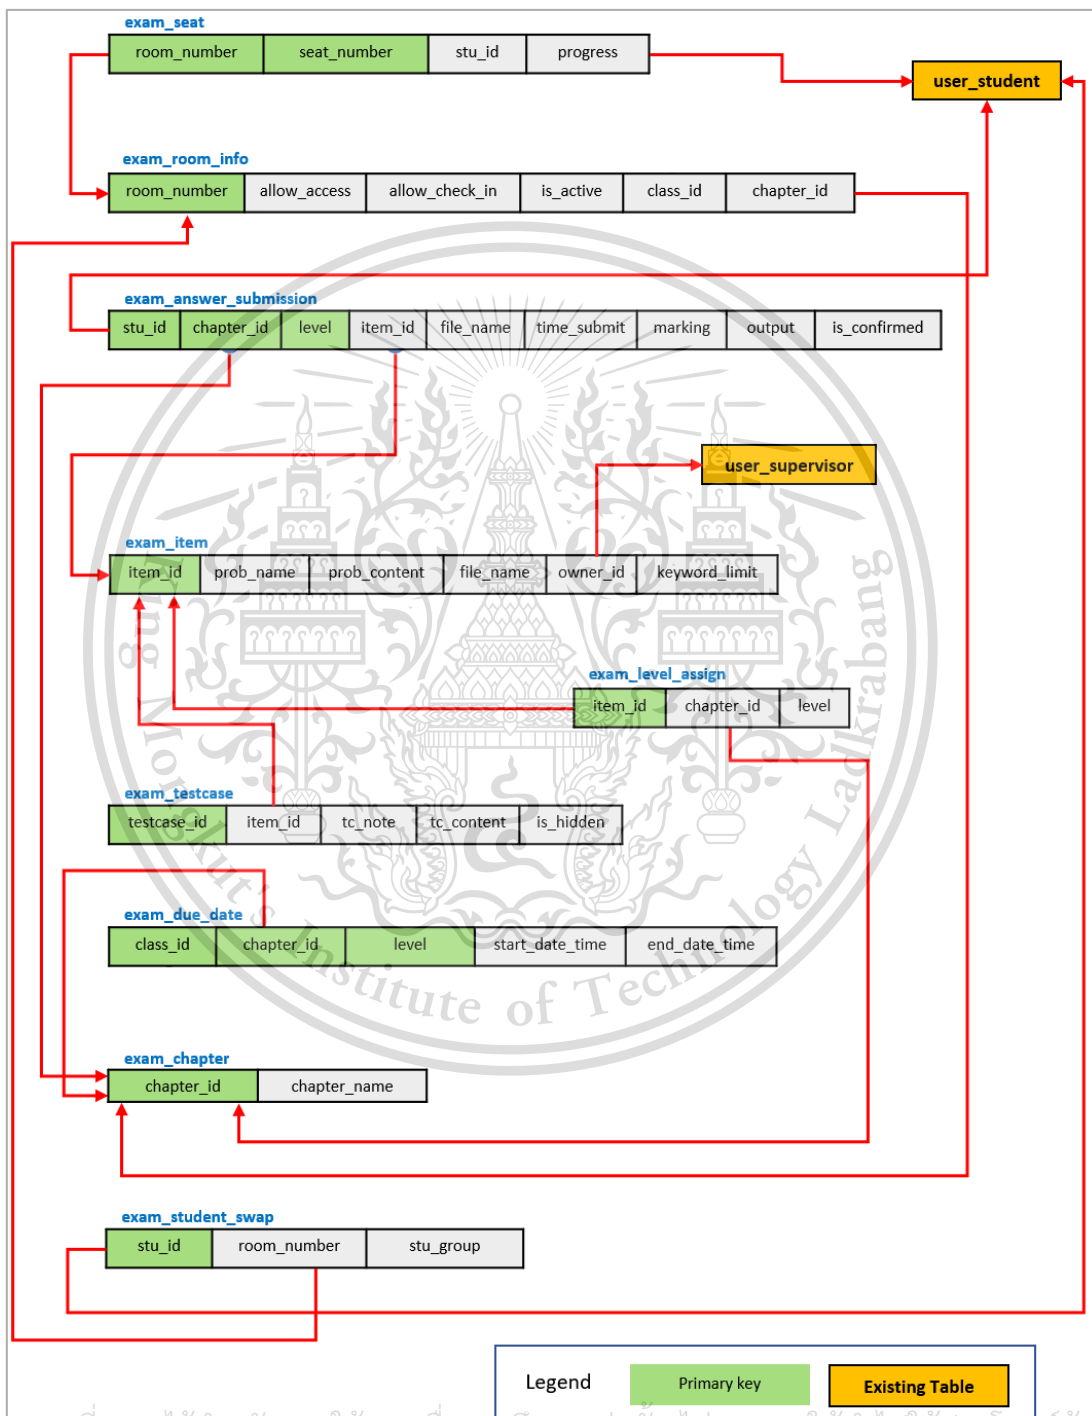 exam_seat
room_number seat_number stu_id progress
user_student
exam_room_info
room_number allow_access allow_check_in is_active class_id chapter_id
exam_answer_submission
stu_id chapter_id level item_id file_name time_submit marking output is_confirmed
user_supervisor
exam_item
item_id prob_name prob_content file_name owner_id keyword_limit
exam_level_assign
item_id chapter_id level
exam_testcase
testcase_id item_id tc_note tc_content is_hidden
exam_due_date
class_id chapter_id level start_date_time end_date_time
exam_chapter
chapter_id chapter_name
exam_student_swap
stu_id room_number stu_group
Legend Primary key Existing Table
King Mongkut's Institute of Technology Ladkrabang